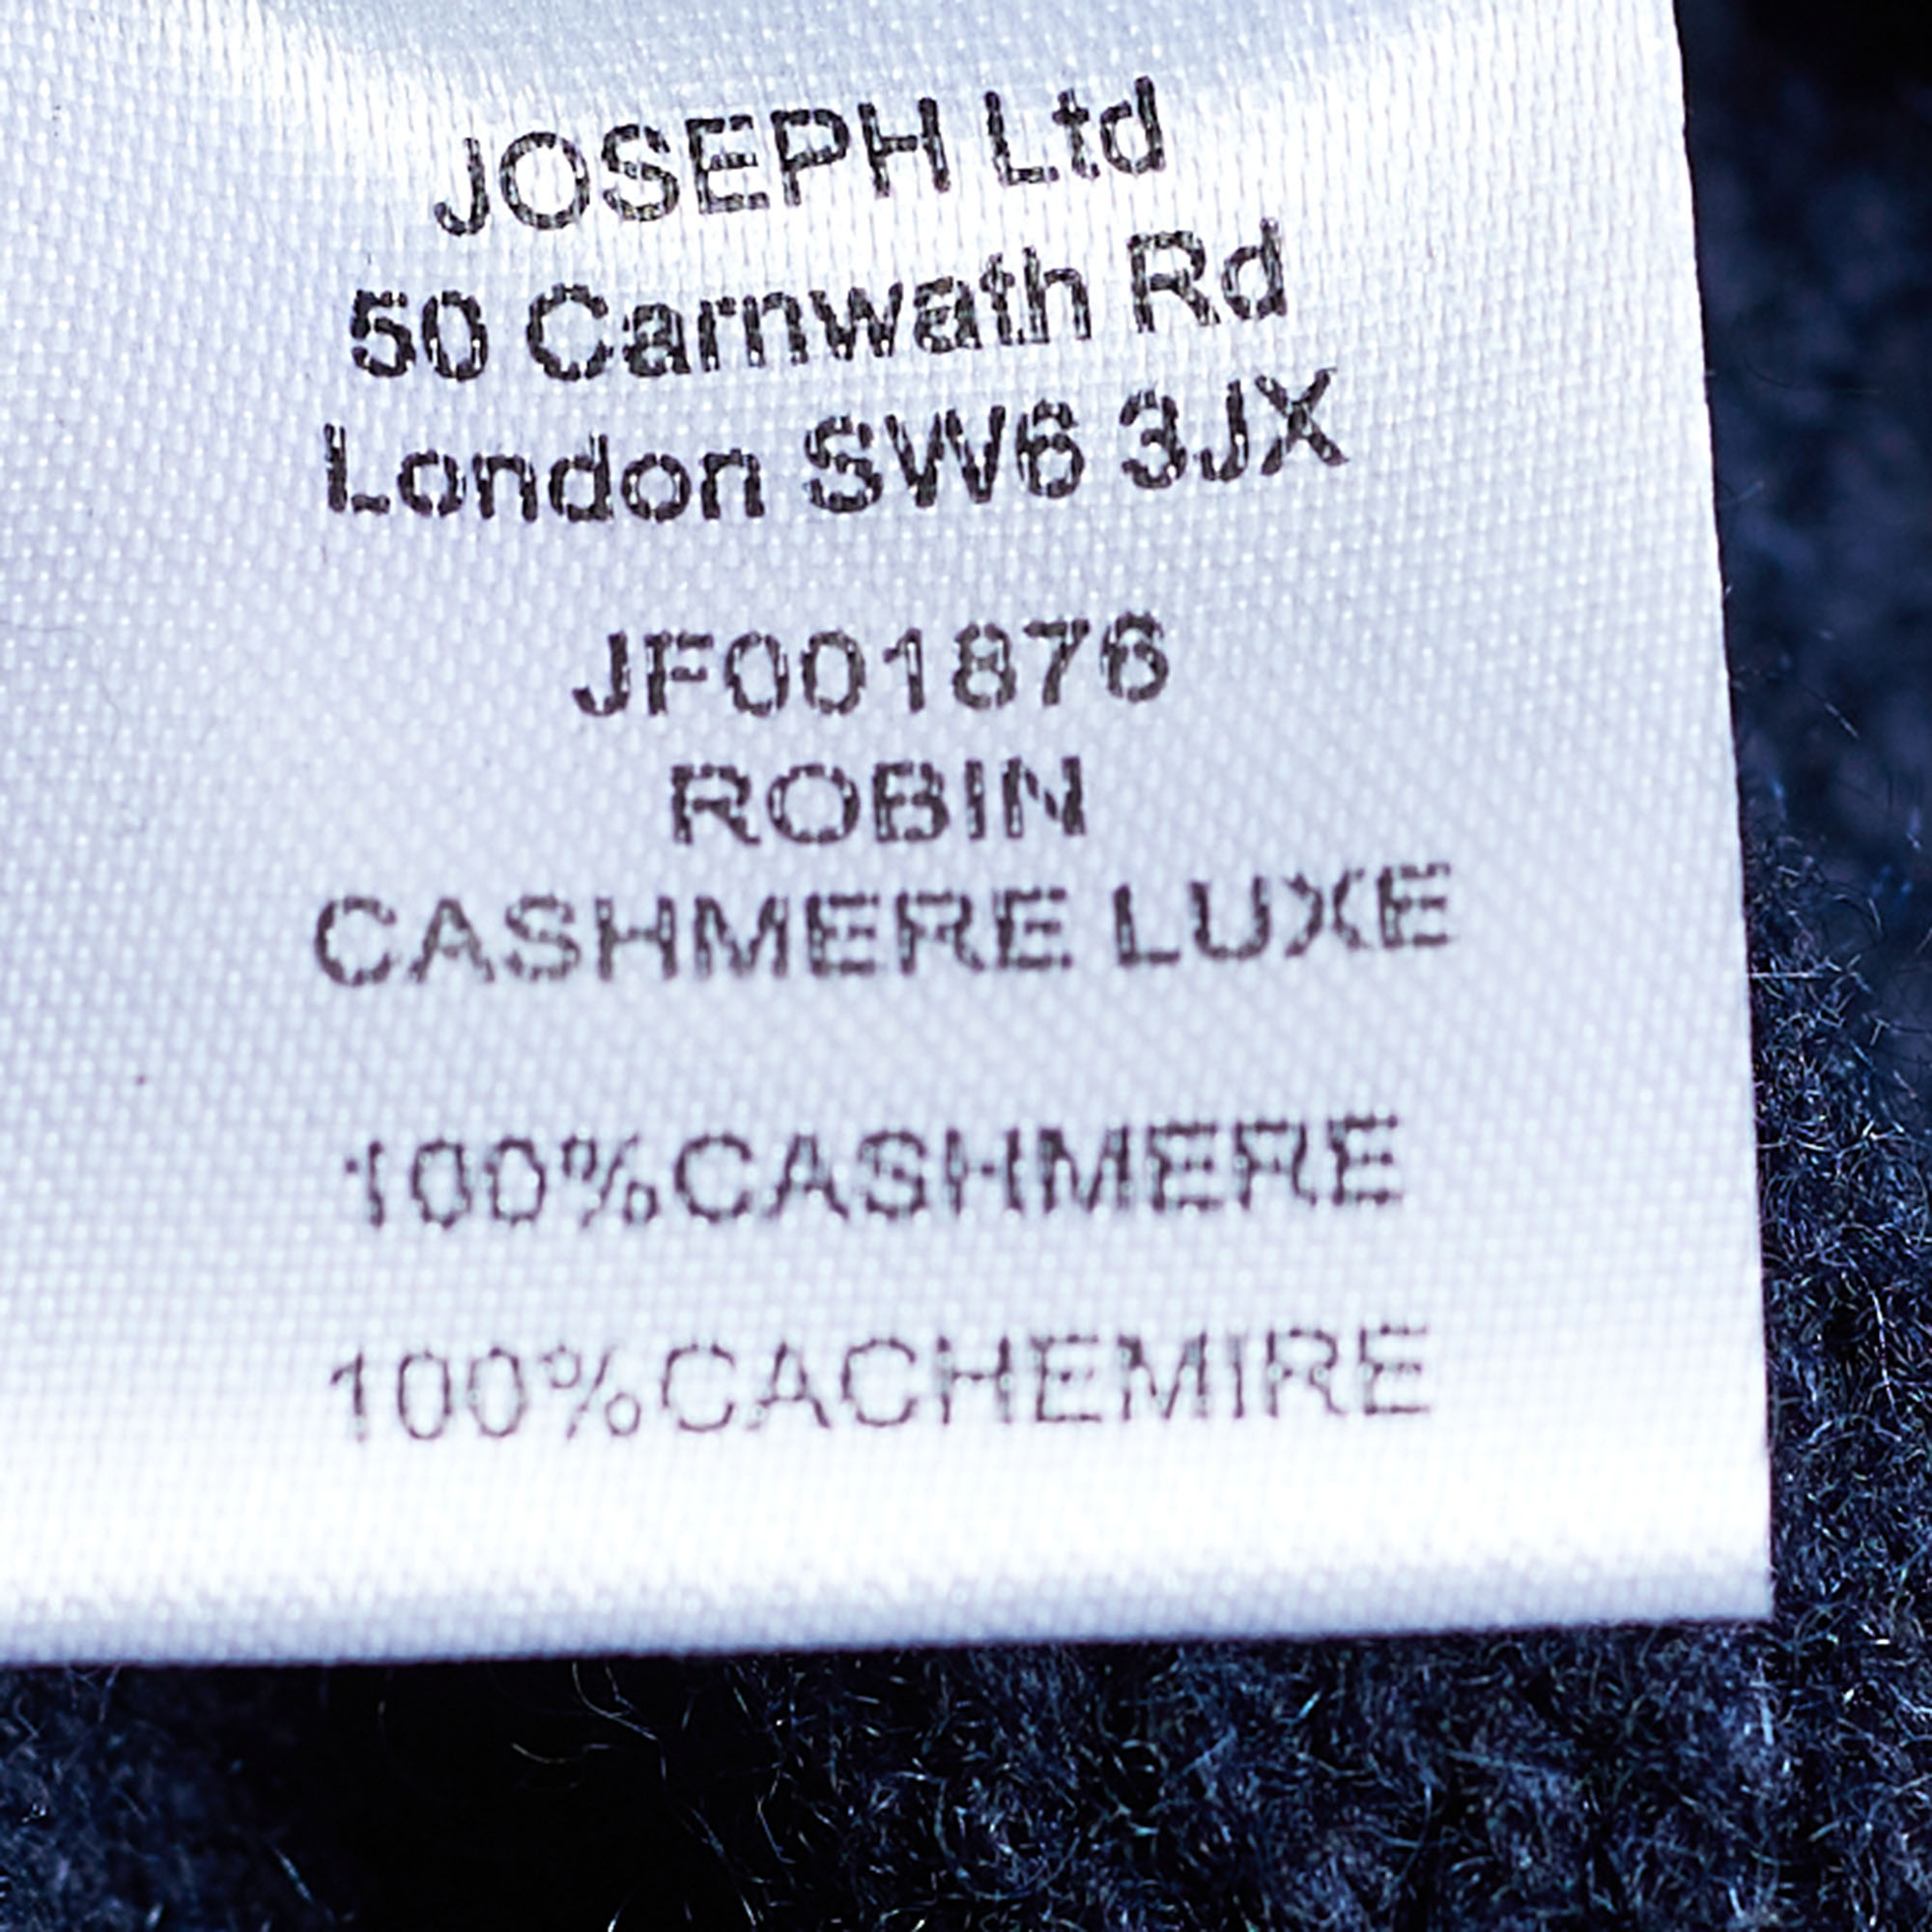 JOSEPH Ltd
50 Carnwath Rd
London SW6 3JX
JF001876
ROBIN
CASHMERE LUXE
100%CASHMERE
100%CACHEMIRE